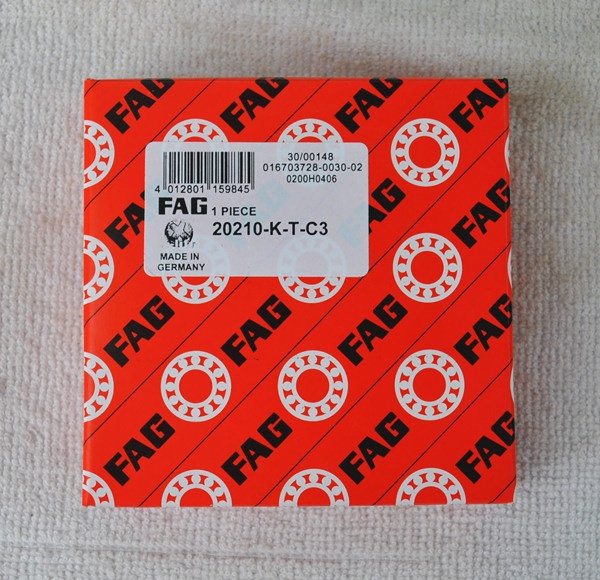 FAG FAG FAG FAG
30/00148
016703728-0030-02
0200H0406
4 012801 159845
FAG 1 PIECE
20210-K-T-C3
MADE IN
GERMANY
FAG FAG FAG FAG
FAG FAG FAG FAG